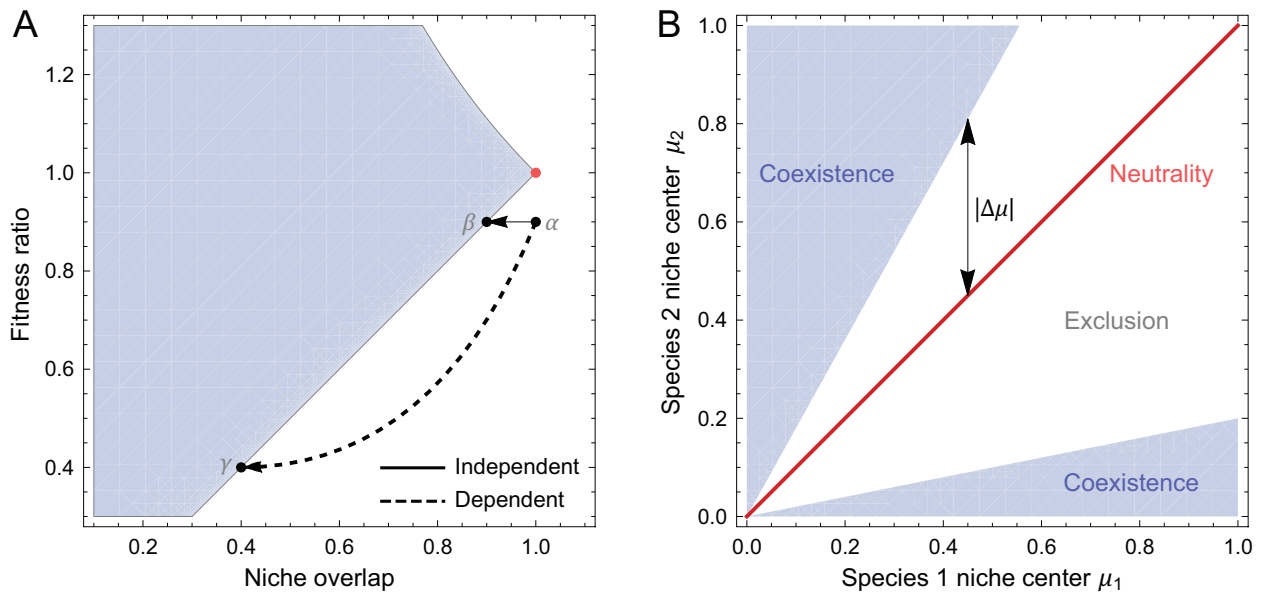 A
Fitness ratio
1.2
1.0
0.8
0.6
0.4
β
α
γ
Independent
Dependent
0.2
0.4
0.6
0.8
1.0
Niche overlap
B
Species 2 niche center μ2
1.0
0.8
0.6
0.4
0.2
0.0
Coexistence
Neutrality
|Δμ|
Exclusion
Coexistence
0.0
0.2
0.4
0.6
0.8
1.0
Species 1 niche center μ1